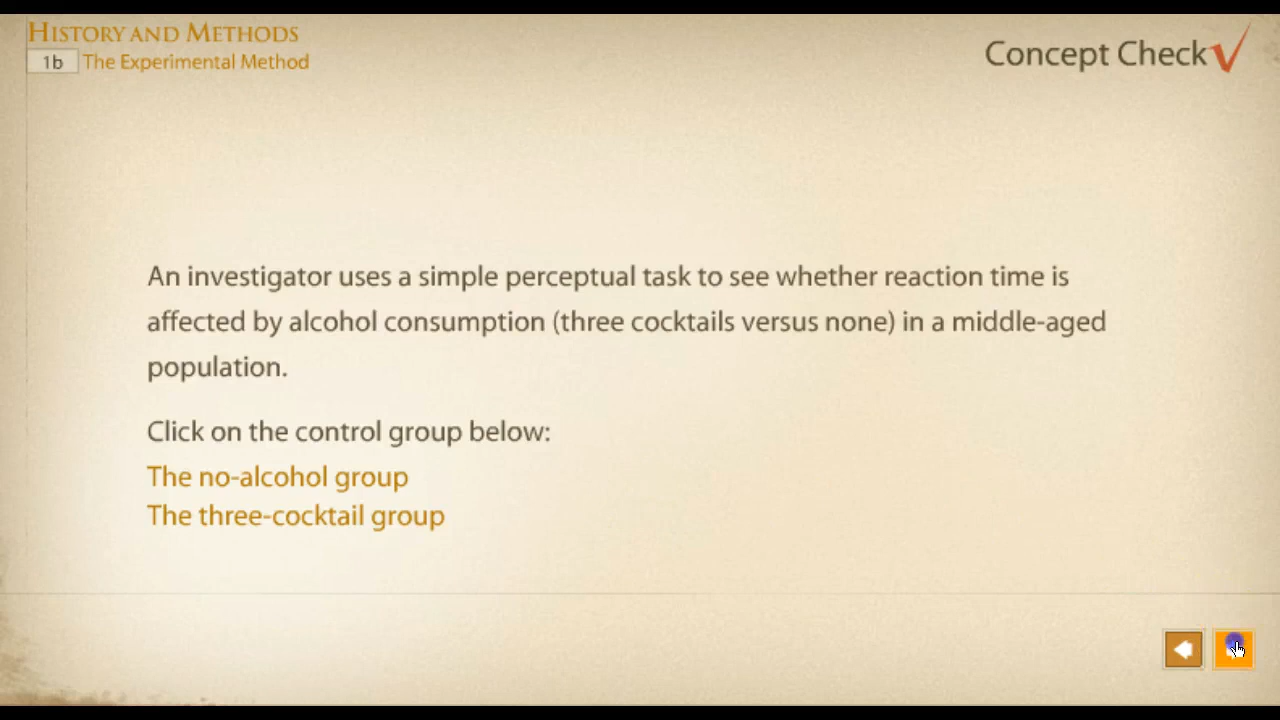 HISTORY AND METHODS
1b The Experimental Method
Concept Check
An investigator uses a simple perceptual task to see whether reaction time is
affected by alcohol consumption (three cocktails versus none) in a middle-aged
population.
Click on the control group below:
The no-alcohol group
The three-cocktail group